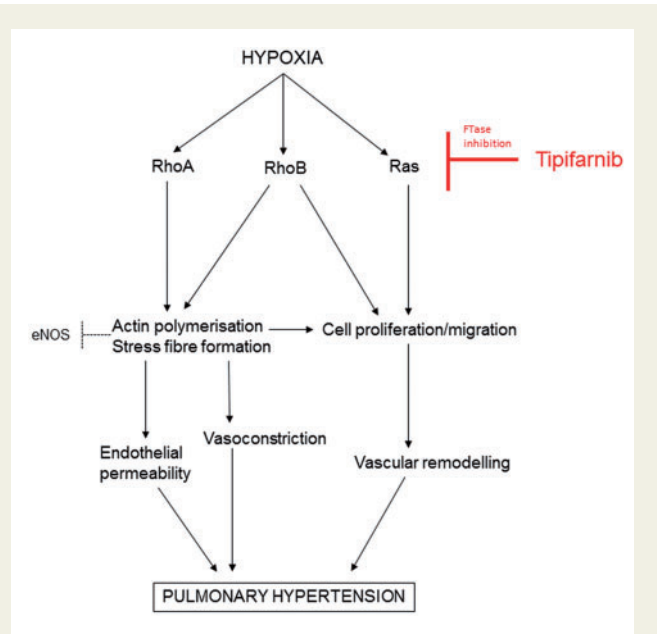 HYPOXIA
FTase
inhibition
Tipifarnib
RhoA
RhoB
Ras
eNOS
Actin polymerisation
Stress fibre formation
Cell proliferation/migration
Vasoconstriction
Endothelial
permeability
Vascular remodelling
PULMONARY HYPERTENSION